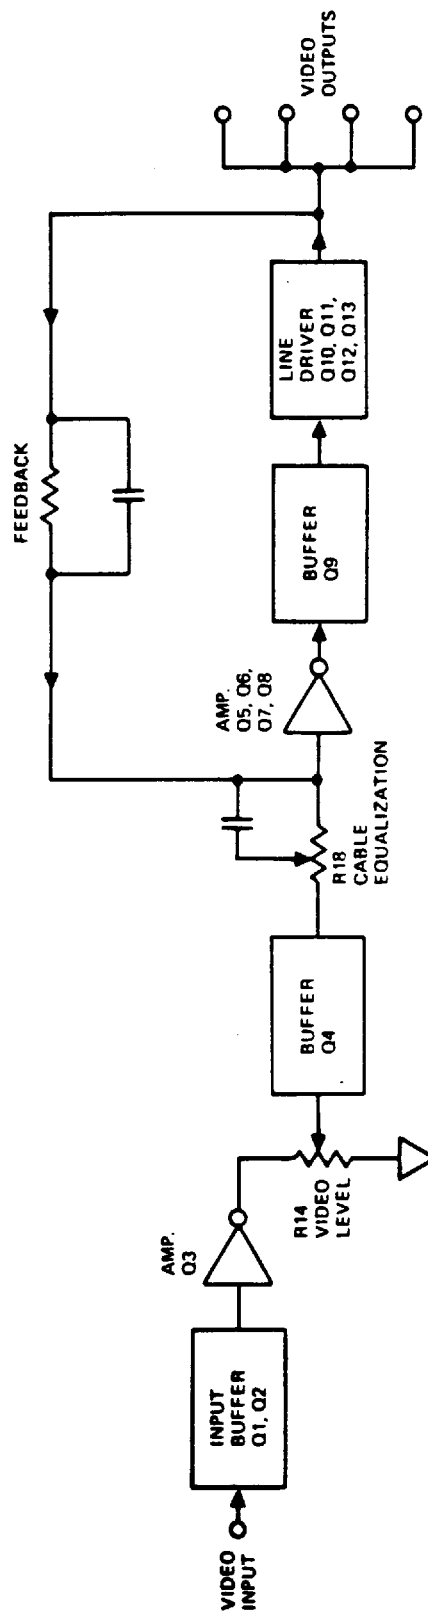 VIDEO
INPUT
INPUT
BUFFER
Q1, Q2
AMP.
Q3
R14
VIDEO
LEVEL
BUFFER
Q4
R18
CABLE
EQUALIZATION
AMP.
Q5, Q6,
Q7, Q8
BUFFER
Q9
LINE
DRIVER
Q10, Q11,
Q12, Q13
FEEDBACK
VIDEO
OUTPUTS